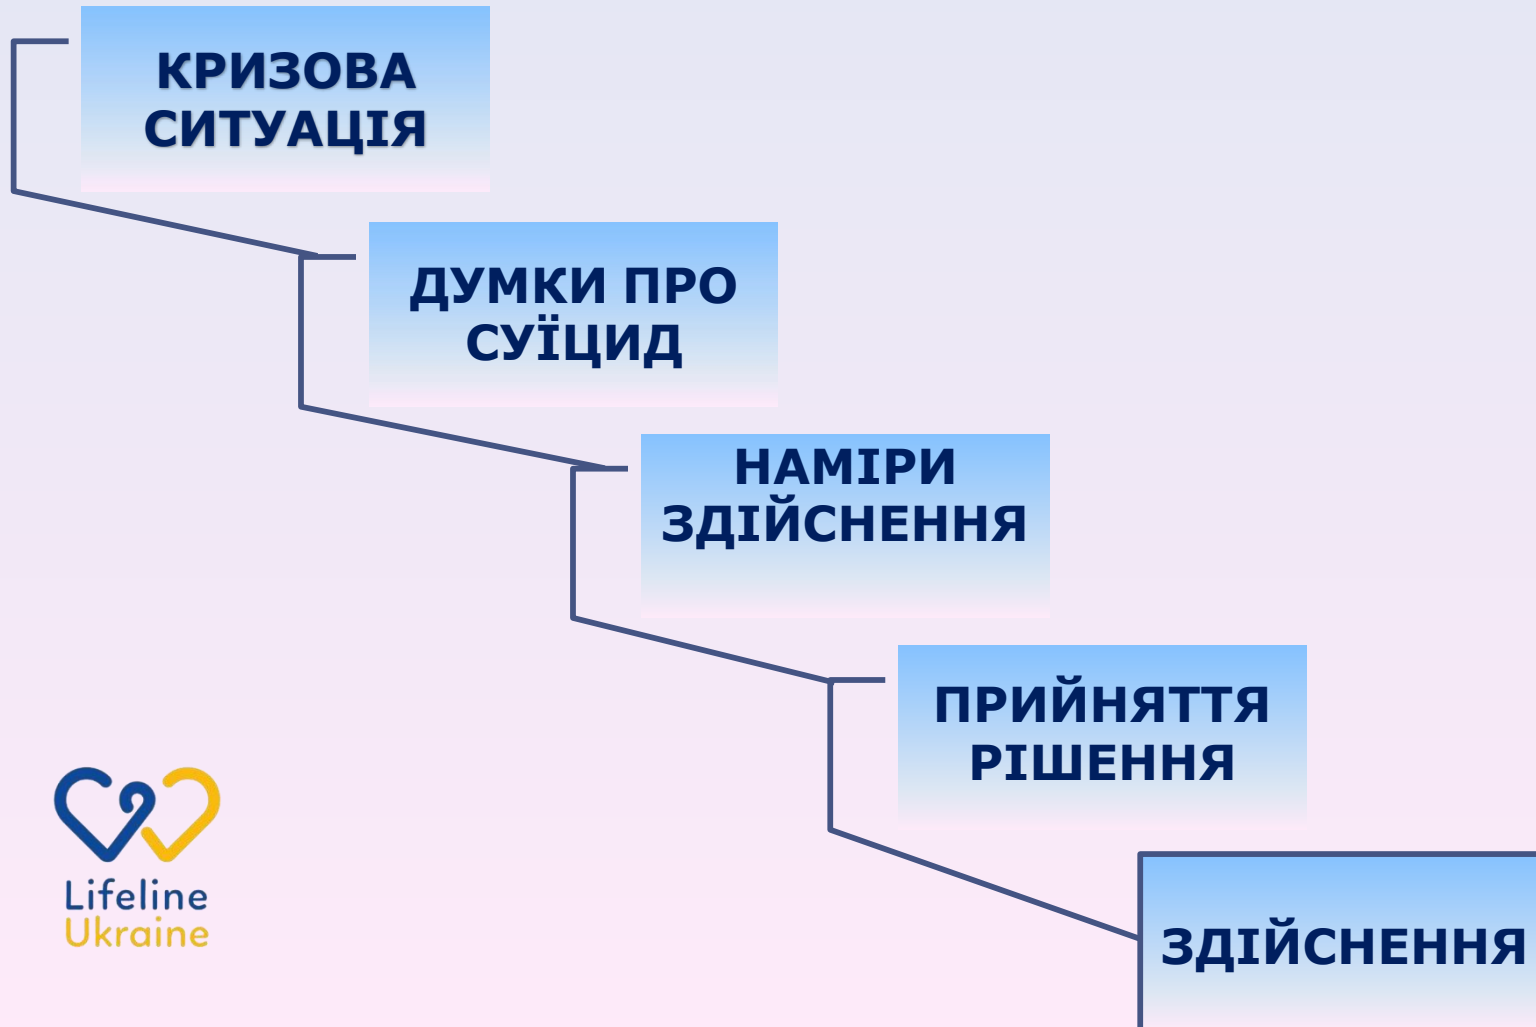 КРИЗОВА
СИТУАЦІЯ
ДУМКИ ПРО
СУЇЦИД
НАМІРИ
ЗДІЙСНЕННЯ
ПРИЙНЯТТЯ
РІШЕННЯ
ЗДІЙСНЕННЯ
Lifeline
Ukraine